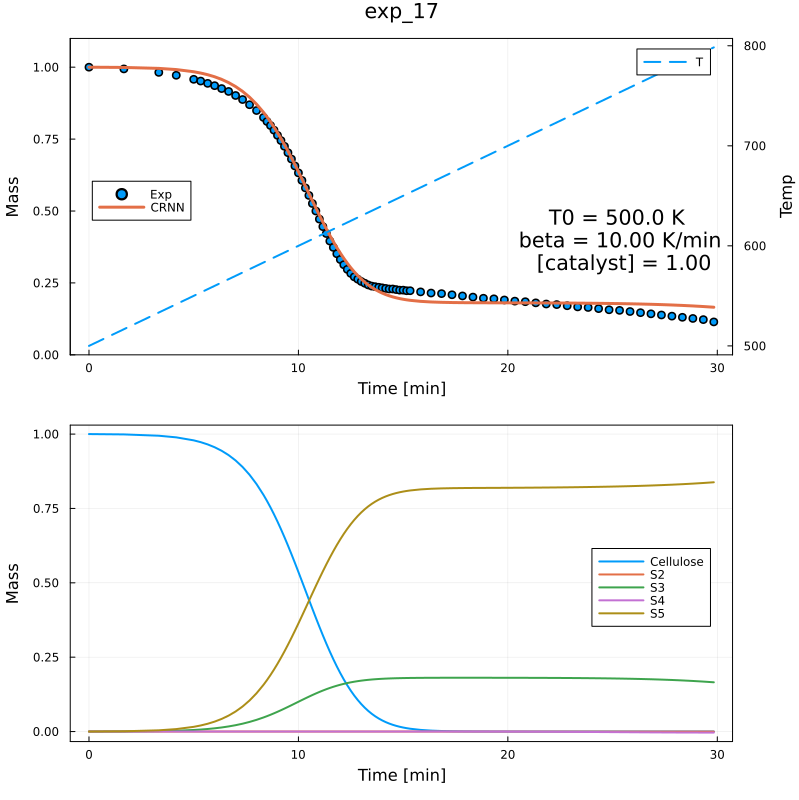 exp_17
1.00
0.75
0.50
0.25
0.00
Mass
Exp
CRNN
T
800
700
600
500
Temp
T0 = 500.0 K
beta = 10.00 K/min
[catalyst] = 1.00
0
10
20
30
Time [min]
1.00
0.75
0.50
0.25
0.00
Mass
Cellulose
S2
S3
S4
S5
0
10
20
30
Time [min]